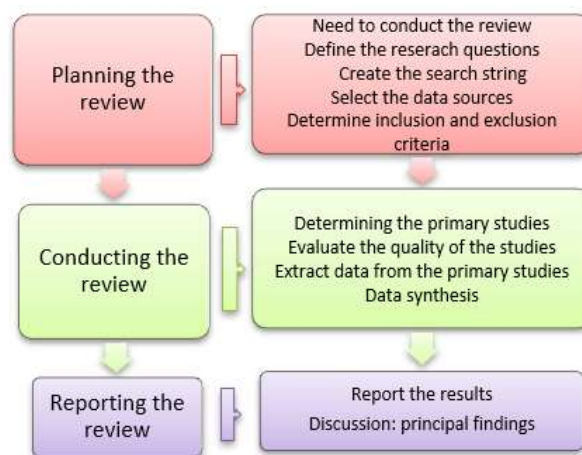 Planning the
review
Need to conduct the review
Define the reserach questions
Create the search string
Select the data sources
Determine inclusion and exclusion
criteria
Conducting the
review
Determining the primary studies
Evaluate the quality of the studies
Extract data from the primary studies
Data synthesis
Reporting the
review
Report the results
Discussion: principal findings